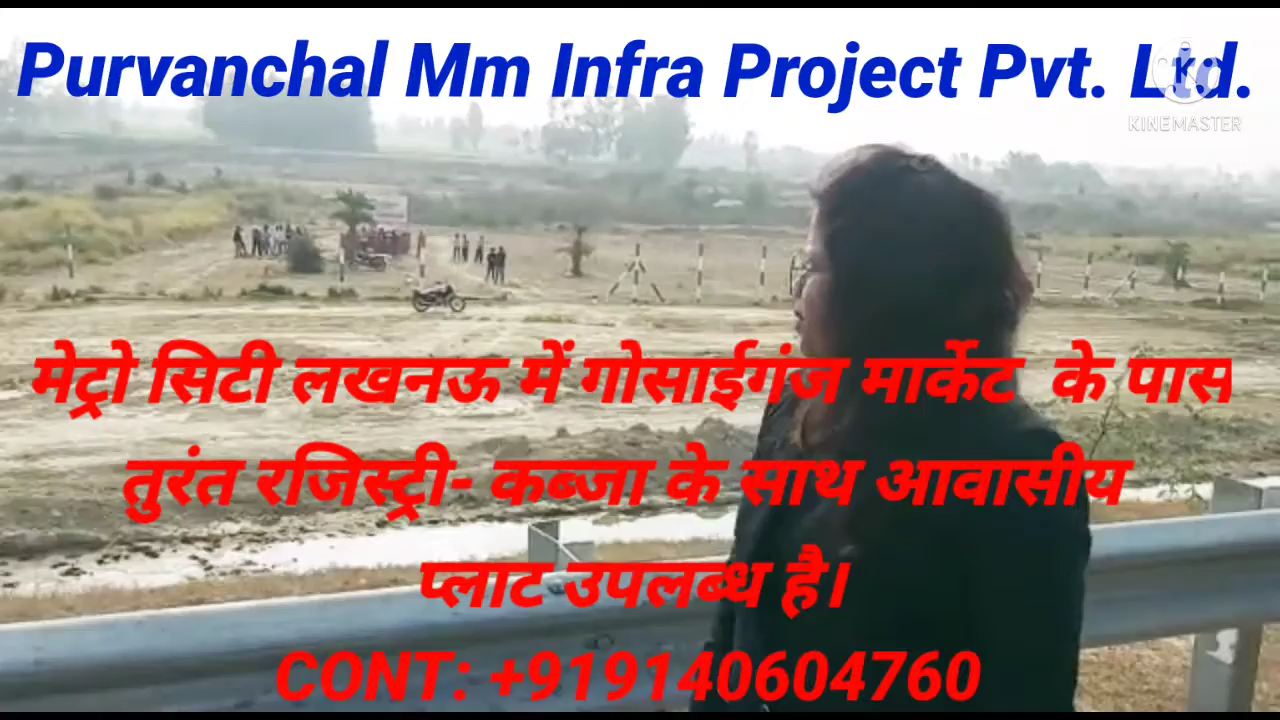 Purvanchal Mm Infra Project Pvt. Ltd.
KINEMASTER
मेट्रो सिटी लखनऊ में गोसाईगंज मार्केट के पास
तुरंत रजिस्ट्री- कब्जा के साथ आवासीय
प्लाट उपलब्ध है।
CONT: +919140604760